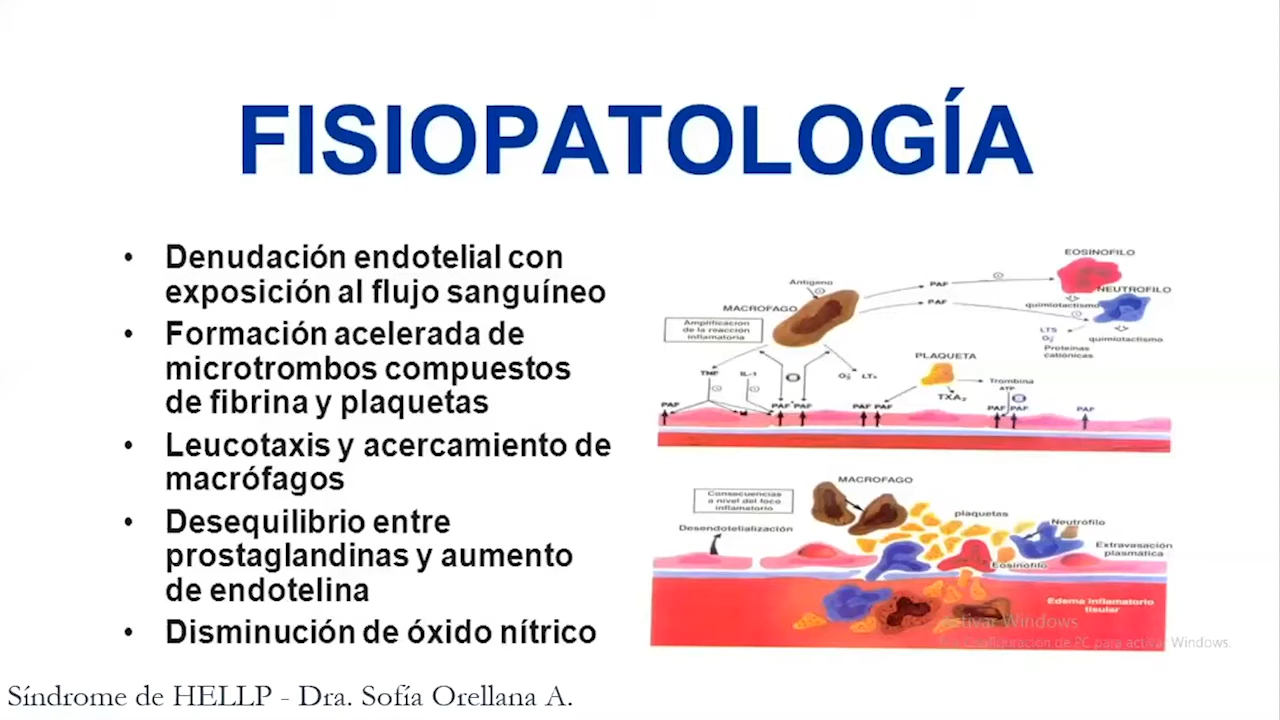 FISIOPATOLOGÍA
• Denudación endotelial con
exposición al flujo sanguíneo
• Formación acelerada de
microtrombos compuestos
de fibrina y plaquetas
• Leucotaxis y acercamiento de
macrófagos
• Desequilibrio entre
prostaglandinas y aumento
de endotelina
• Disminución de óxido nítrico
EOSINOFILO
Antigeno
PAF
MACROFAGO
NEUTROFILO
PAF
quimiotactismo
Amplificacion
de la reacción
inflamatoria
LTS
O₂
quimiotactismo
Proteinas
catiónicas
PLAQUETA
TNF
IL-1
O₂
Trombina
ATP
TXA₂
PAF
PAF PAF
PAF PAF
PAF PAF
PAF
MACROFAGO
Consecuencias
a nivel del foco
inflamatorio
plaquetas
Neutrófilo
Desendotelialización
Extravasación
plasmática
Eosinófilo
Edema inflamatorio
tisular
Activar Windows
Configuración de PC para activar Windows.
Síndrome de HELLP - Dra. Sofía Orellana A.